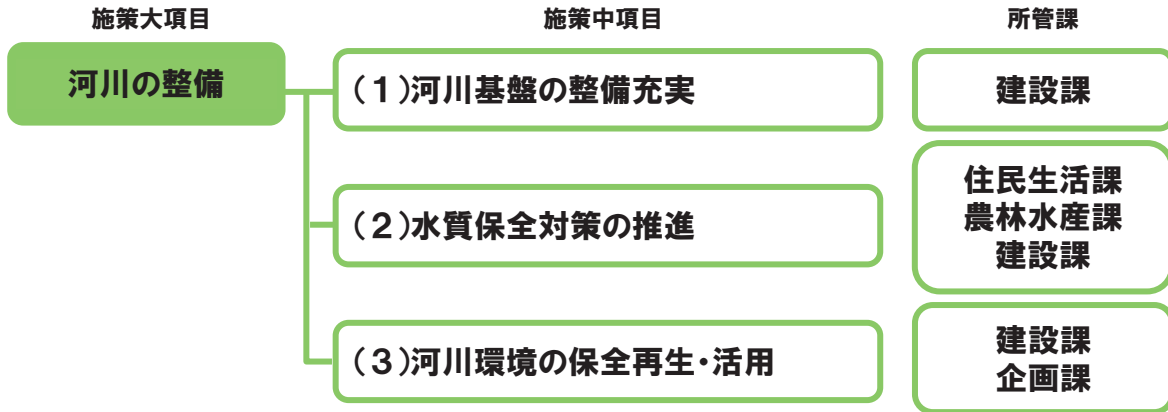 施策大項目
施策中項目
所管課
河川の整備
（１）河川基盤の整備充実
建設課
（２）水質保全対策の推進
住民生活課
農林水産課
建設課
（３）河川環境の保全再生・活用
建設課
企画課